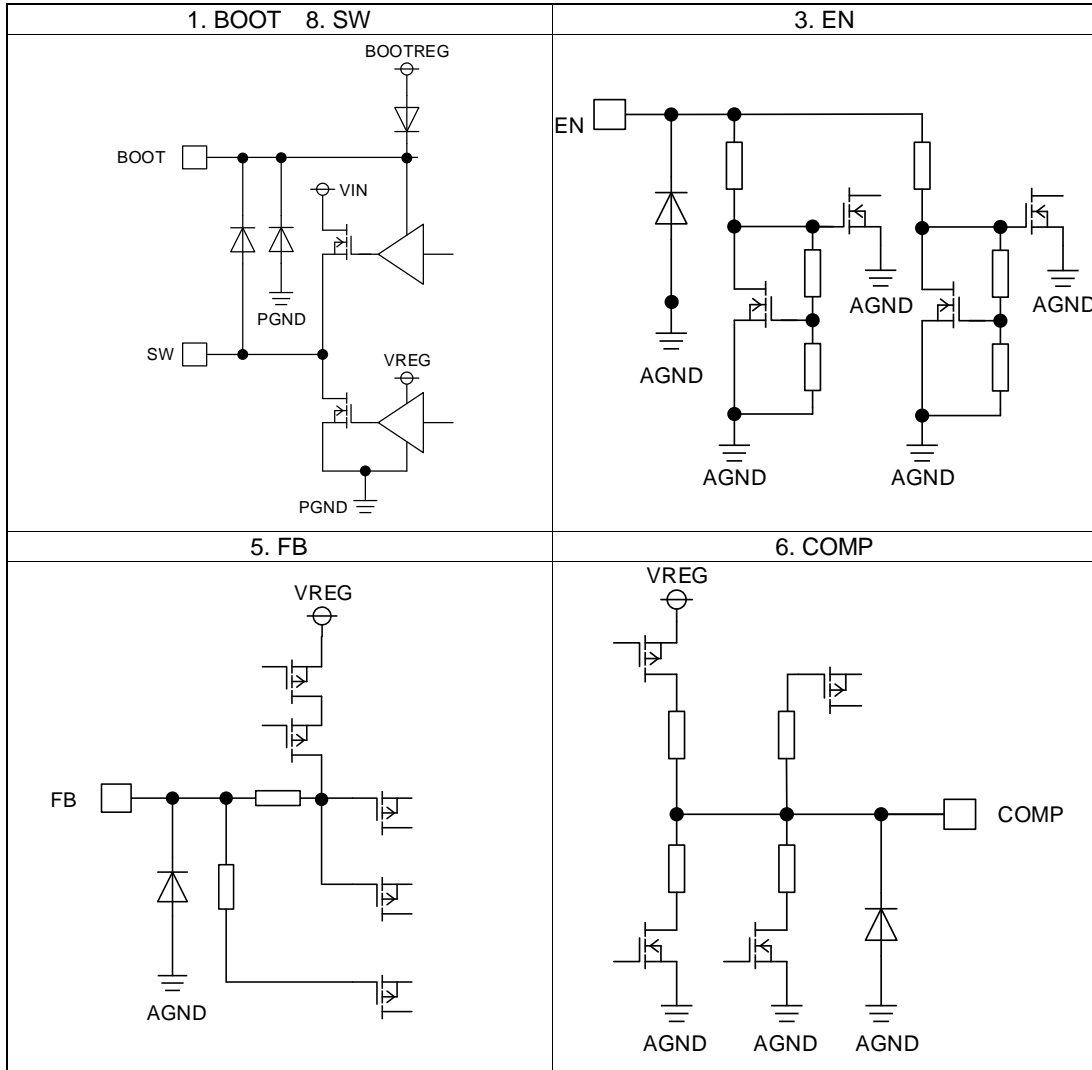 1. BOOT 8. SW
BOOTREG
BOOT
VIN
PGND
SW
VREG
PGND
3. EN
EN
AGND
AGND
AGND
AGND
AGND
5. FB
VREG
FB
AGND
6. COMP
VREG
COMP
AGND
AGND
AGND